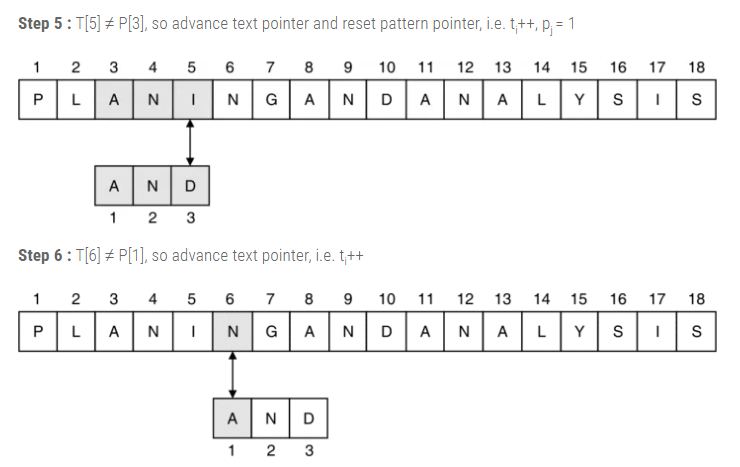 Step 5 : T[5] ≠ P[3], so advance text pointer and reset pattern pointer, i.e. tᵢ++, pⱼ = 1
1 2 3 4 5 6 7 8 9 10 11 12 13 14 15 16 17 18
P L A N I N G A N D A N A L Y S I S
A N D
1 2 3
Step 6 : T[6] ≠ P[1], so advance text pointer, i.e. tᵢ++
1 2 3 4 5 6 7 8 9 10 11 12 13 14 15 16 17 18
P L A N I N G A N D A N A L Y S I S
A N D
1 2 3